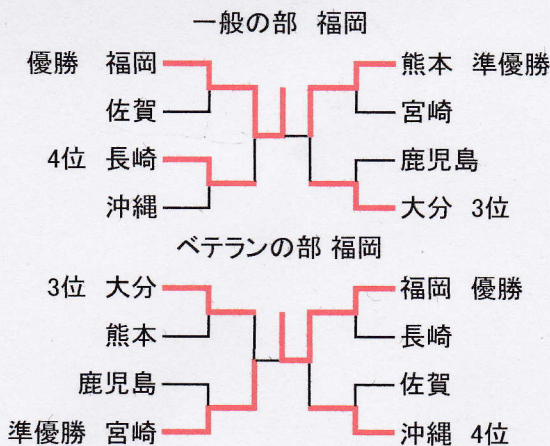 一般の部 福岡
優勝 福岡
佐賀
4位 長崎
沖縄
熊本 準優勝
宮崎
鹿児島
大分 3位
ベテランの部 福岡
3位 大分
熊本
鹿児島
準優勝 宮崎
福岡 優勝
長崎
佐賀
沖縄 4位